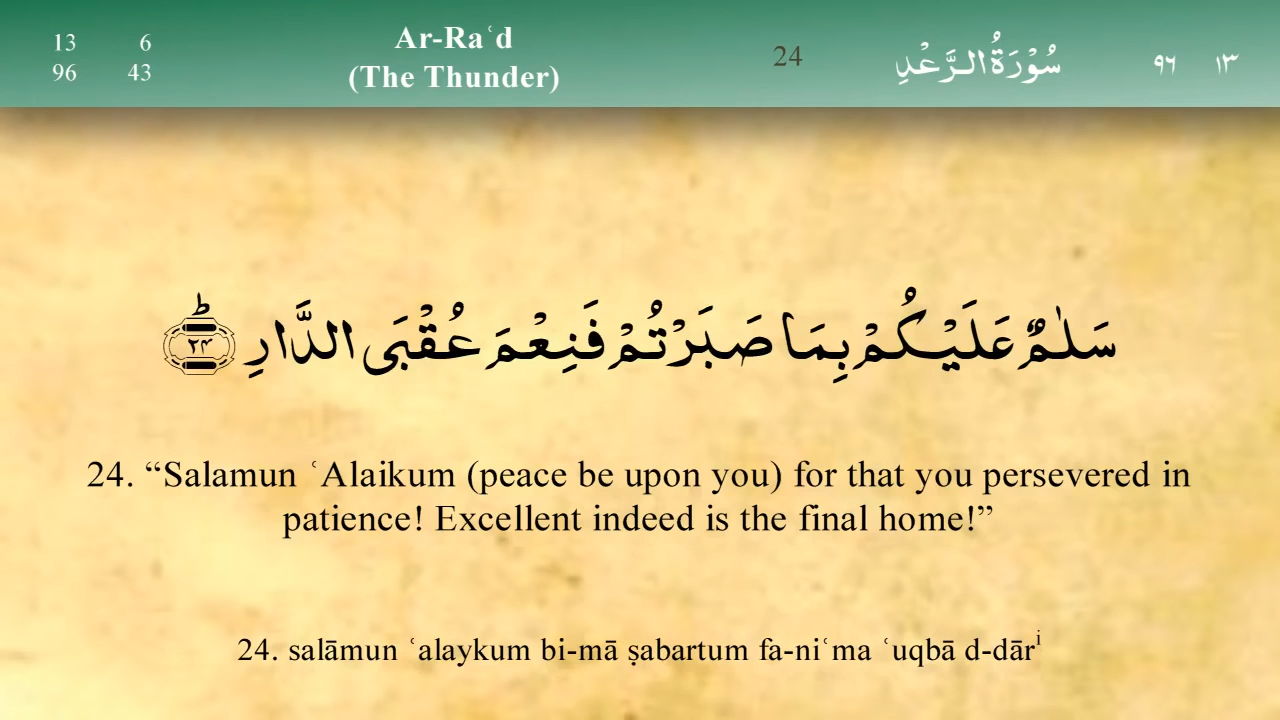 13 6
96 43
Ar-Raʿd
(The Thunder)
24
سُوْرَةُ الرَّعْدِ
٩٦ ١٣
سَلٰمٌ عَلَيْكُمْ بِمَا صَبَرْتُمْ فَنِعْمَ عُقْبَى الدَّارِ ؕ ۝٢٤
24. “Salamun ʿAlaikum (peace be upon you) for that you persevered in
patience! Excellent indeed is the final home!”
24. salāmun ʿalaykum bi-mā ṣabartum fa-niʿma ʿuqbā d-dārⁱ